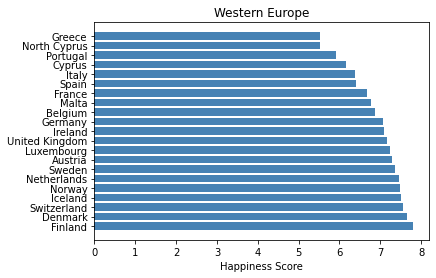 Western Europe
Greece
North Cyprus
Portugal
Cyprus
Italy
Spain
France
Malta
Belgium
Germany
Ireland
United Kingdom
Luxembourg
Austria
Sweden
Netherlands
Norway
Iceland
Switzerland
Denmark
Finland
0 1 2 3 4 5 6 7 8
Happiness Score